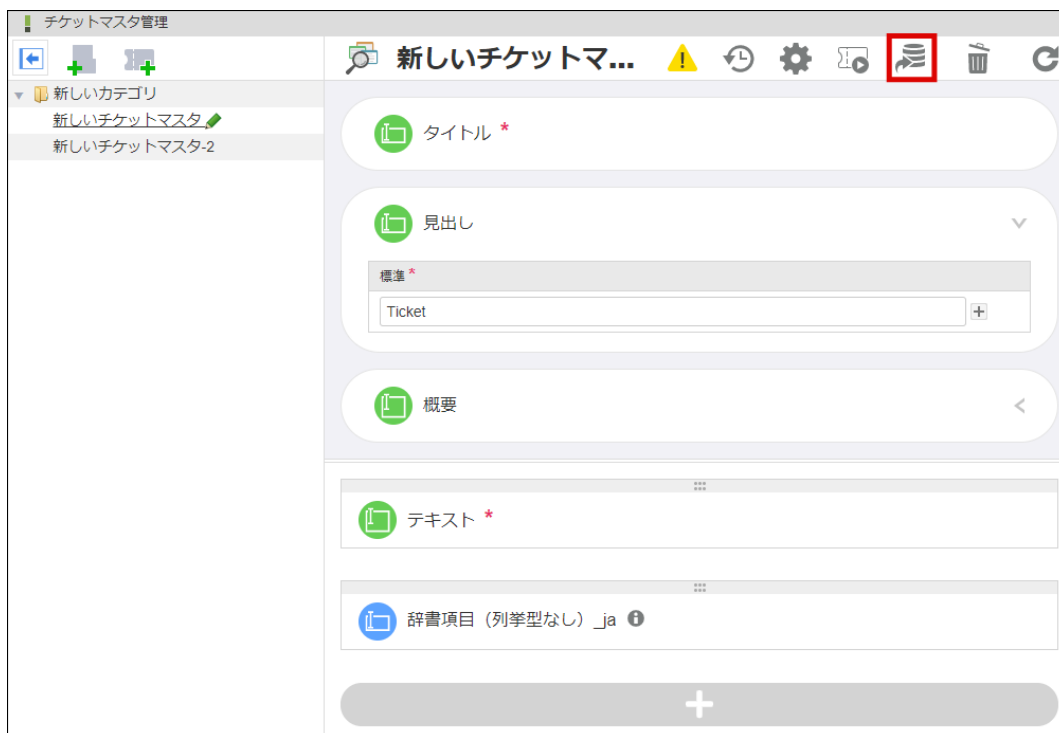 チケットマスタ管理
新しいチケットマ...
新しいカテゴリ
新しいチケットマスタ
新しいチケットマスタ-2
タイトル *
見出し
標準 *
Ticket
概要
テキスト *
辞書項目（列挙型なし）_ja